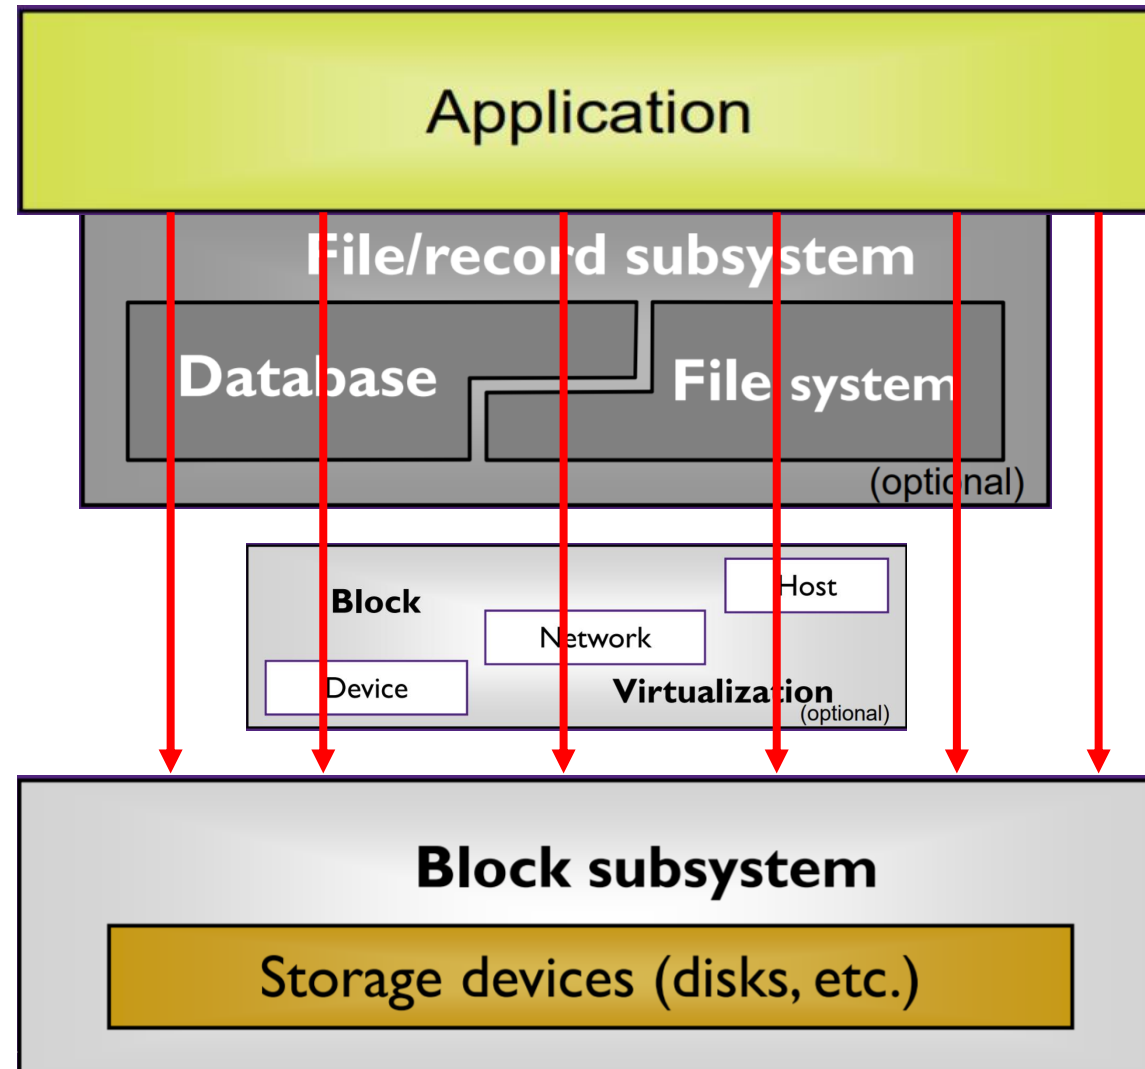 Application
File/record subsystem
Database
File system
(optional)
Host
Block
Network
Device
Virtualization
(optional)
Block subsystem
Storage devices (disks, etc.)